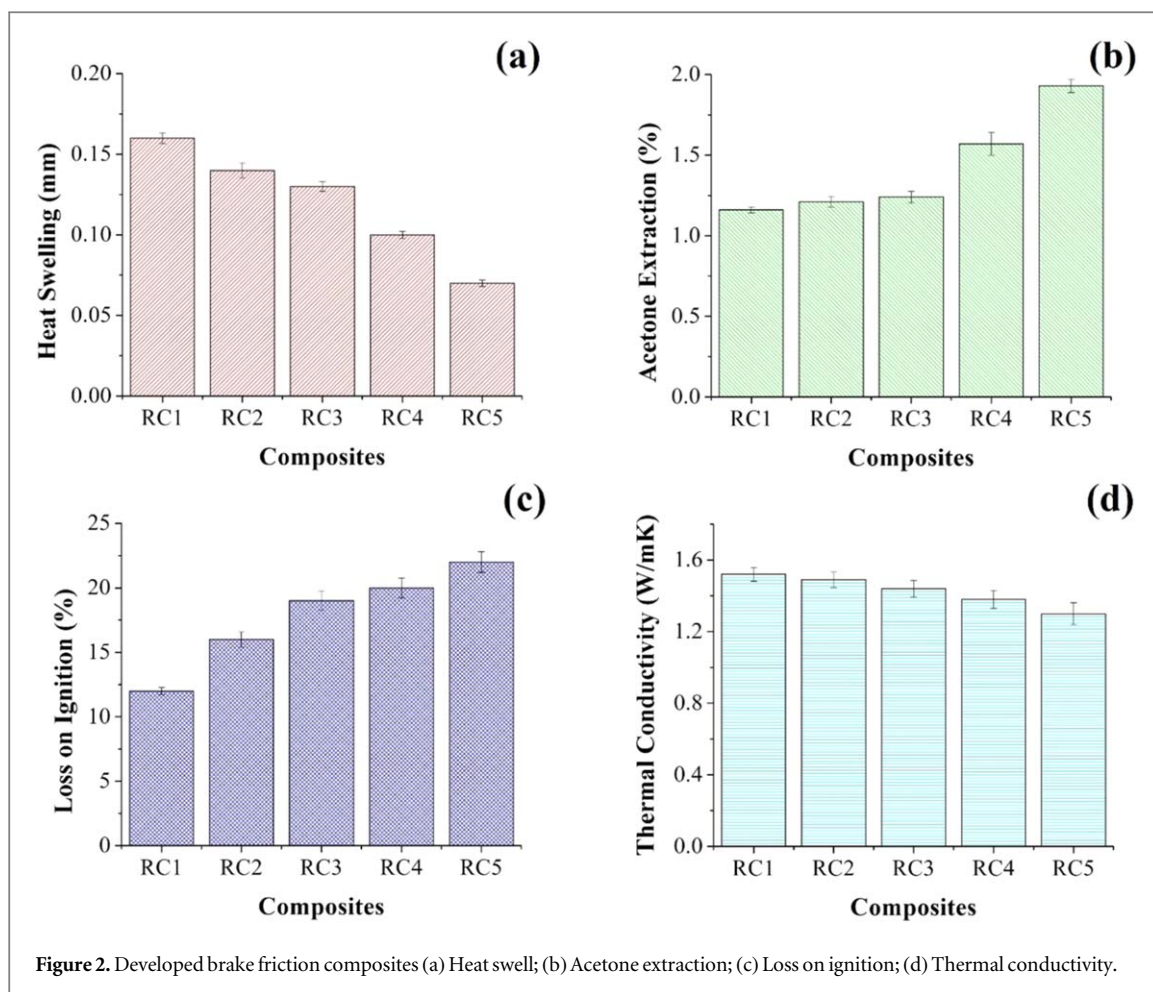 (a)
0.20
0.15
0.10
0.05
0.00
Heat Swelling (mm)
RC1 RC2 RC3 RC4 RC5
Composites
(b)
2.0
1.5
1.0
0.5
0.0
Acetone Extraction (%)
RC1 RC2 RC3 RC4 RC5
Composites
(c)
25
20
15
10
5
0
Loss on Ignition (%)
RC1 RC2 RC3 RC4 RC5
Composites
(d)
1.6
1.2
0.8
0.4
0.0
Thermal Conductivity (W/mK)
RC1 RC2 RC3 RC4 RC5
Composites
Figure 2. Developed brake friction composites (a) Heat swell; (b) Acetone extraction; (c) Loss on ignition; (d) Thermal conductivity.